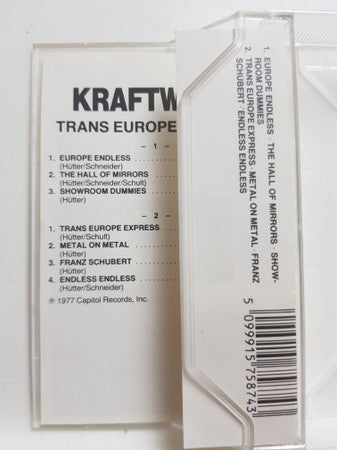 KRAFTW
TRANS EUROPE
– 1 –
1. EUROPE ENDLESS ..........
(Hütter/Schneider)
2. THE HALL OF MIRRORS ......
(Hütter/Schneider/Schult)
3. SHOWROOM DUMMIES .......
(Hütter)
– 2 –
1. TRANS EUROPE EXPRESS ....
(Hütter/Schult)
2. METAL ON METAL ..........
(Hütter)
3. FRANZ SCHUBERT ..........
(Hütter)
4. ENDLESS ENDLESS .........
(Hütter/Schneider)
℗ 1977 Capitol Records, Inc.
1. EUROPE ENDLESS · THE HALL OF MIRRORS · SHOW-
ROOM DUMMIES
2. TRANS EUROPE EXPRESS · METAL ON METAL · FRANZ
SCHUBERT · ENDLESS ENDLESS
5 099915 758743